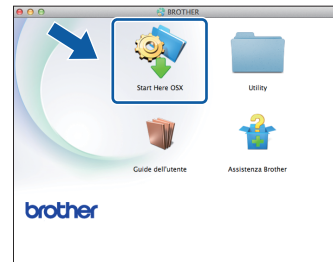 BROTHER
Start Here OSX
Utility
Guide dell'utente
Assistenza Brother
brother